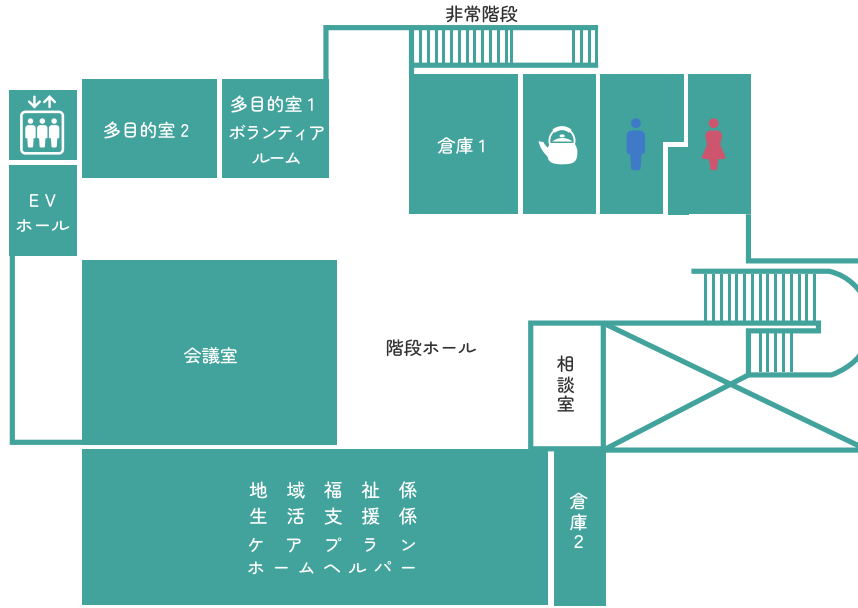 非常階段
多目的室2
多目的室1
ボランティア
ルーム
倉庫1
EV
ホール
会議室
階段ホール
相談室
地域福祉係
生活支援係
ケアプラン
ホームヘルパー
倉庫2